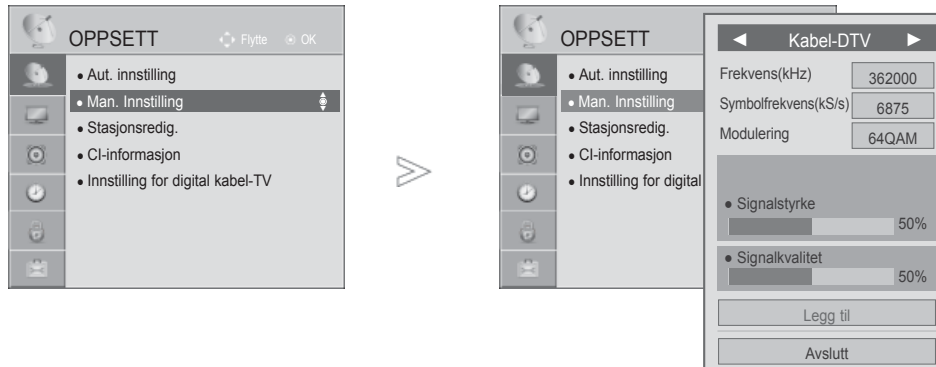 OPPSETT
Flytte OK
● Aut. innstilling
● Man. Innstilling
● Stasjonsredig.
● CI-informasjon
● Innstilling for digital kabel-TV
>
OPPSETT
● Aut. innstilling
● Man. Innstilling
● Stasjonsredig.
● CI-informasjon
● Innstilling for digital
◀ Kabel-DTV ▶
Frekvens(kHz) 362000
Symbolfrekvens(kS/s) 6875
Modulering 64QAM
● Signalstyrke
50%
● Signalkvalitet
50%
Legg til
Avslutt